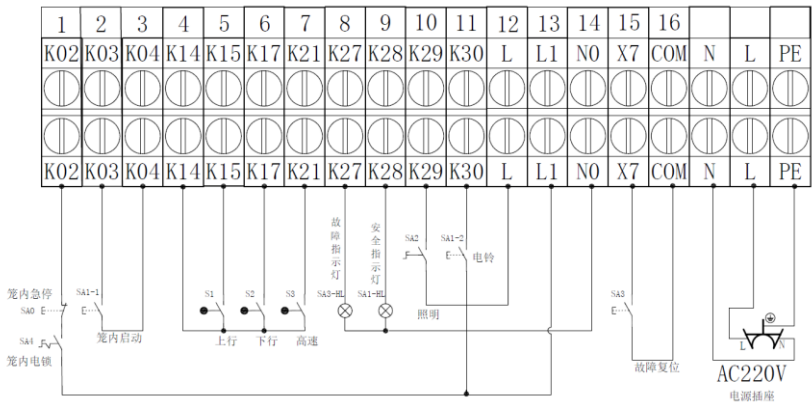 1 2 3 4 5 6 7 8 9 10 11 12 13 14 15 16
K02 K03 K04 K14 K15 K17 K21 K27 K28 K29 K30 L L1 N0 X7 COM N L PE
K02 K03 K04 K14 K15 K17 K21 K27 K28 K29 K30 L L1 N0 X7 COM N L PE
故障指示灯
安全指示灯
SA2 SA1-2
电铃
笼内急停 SA1-1 S1 S2 S3 SA3-HL SA1-HL SA3
SA0
照明
笼内启动 上行 下行 高速
SA4
笼内电锁
L N
故障复位
AC220V
电源插座